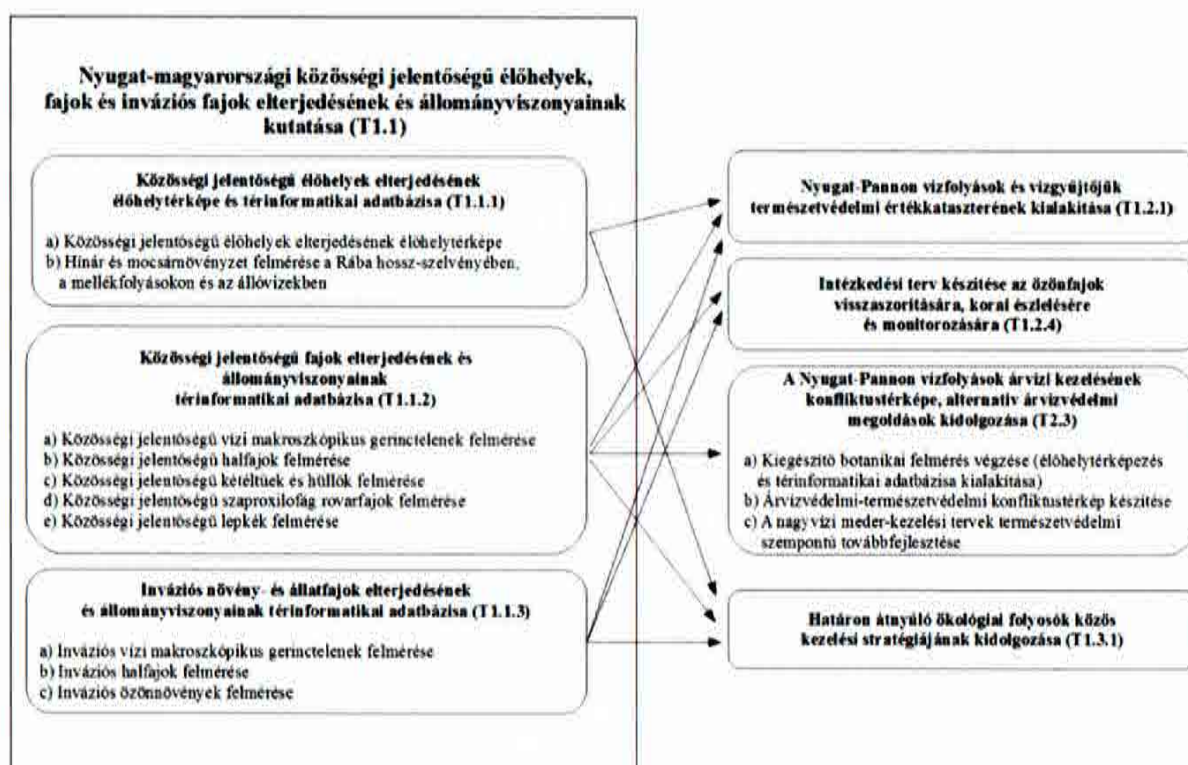 Nyugat-magyarországi közösségi jelentőségű élőhelyek,
fajok és inváziós fajok elterjedésének és állományviszonyainak
kutatása (T1.1)
Közösségi jelentőségű élőhelyek elterjedésének
élőhelytérképe és térinformatikai adatbázisa (T1.1.1)
a) Közösségi jelentőségű élőhelyek elterjedésének élőhelytérképe
b) Hínár és mocsárnövényzet felmérése a Rába hossz-szelvényében,
a mellékfolyásokon és az állóvizekben
Közösségi jelentőségű fajok elterjedésének és
állományviszonyainak
térinformatikai adatbázisa (T1.1.2)
a) Közösségi jelentőségű vízi makroszkópikus gerinctelenek felmérése
b) Közösségi jelentőségű halfajok felmérése
c) Közösségi jelentőségű kétéltűek és hüllők felmérése
d) Közösségi jelentőségű szaproxilofág rovarfajok felmérése
e) Közösségi jelentőségű lepkék felmérése
Inváziós növény- és állatfajok elterjedésének
és állományviszonyainak térinformatikai adatbázisa (T1.1.3)
a) Inváziós vízi makroszkópikus gerinctelenek felmérése
b) Inváziós halfajok felmérése
c) Inváziós özönnövények felmérése
Nyugat-Pannon vízfolyások és vízgyűjtőjük
természetvédelmi értékkataszterének kialakítása (T1.2.1)
Intézkedési terv készítése az özönfajok
visszaszorítására, korai észlelésére
és monitorozására (T1.2.4)
A Nyugat-Pannon vízfolyások árvízi kezelésének
konfliktustérképe, alternatív árvízvédelmi
megoldások kidolgozása (T2.3)
a) Kiegészítő botanikai felmérés végzése (élőhelytérképezés
és térinformatikai adatbázisa kialakítása)
b) Árvízvédelmi-természetvédelmi konfliktustérkép készítése
c) A nagyvízi meder-kezelési tervek természetvédelmi
szempontú továbbfejlesztése
Határon átnyúló ökológiai folyosók közös
kezelési stratégiájának kidolgozása (T1.3.1)